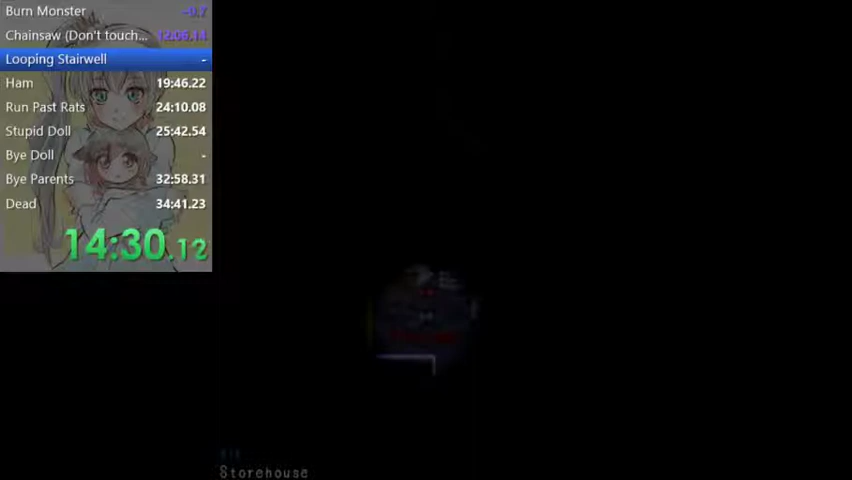 Burn Monster -0.7
Chainsaw (Don't touch... 12:06.14
Looping Stairwell -
Ham 19:46.22
Run Past Rats 24:10.08
Stupid Doll 25:42.54
Bye Doll -
Bye Parents 32:58.31
Dead 34:41.23
14:30.12
Storehouse